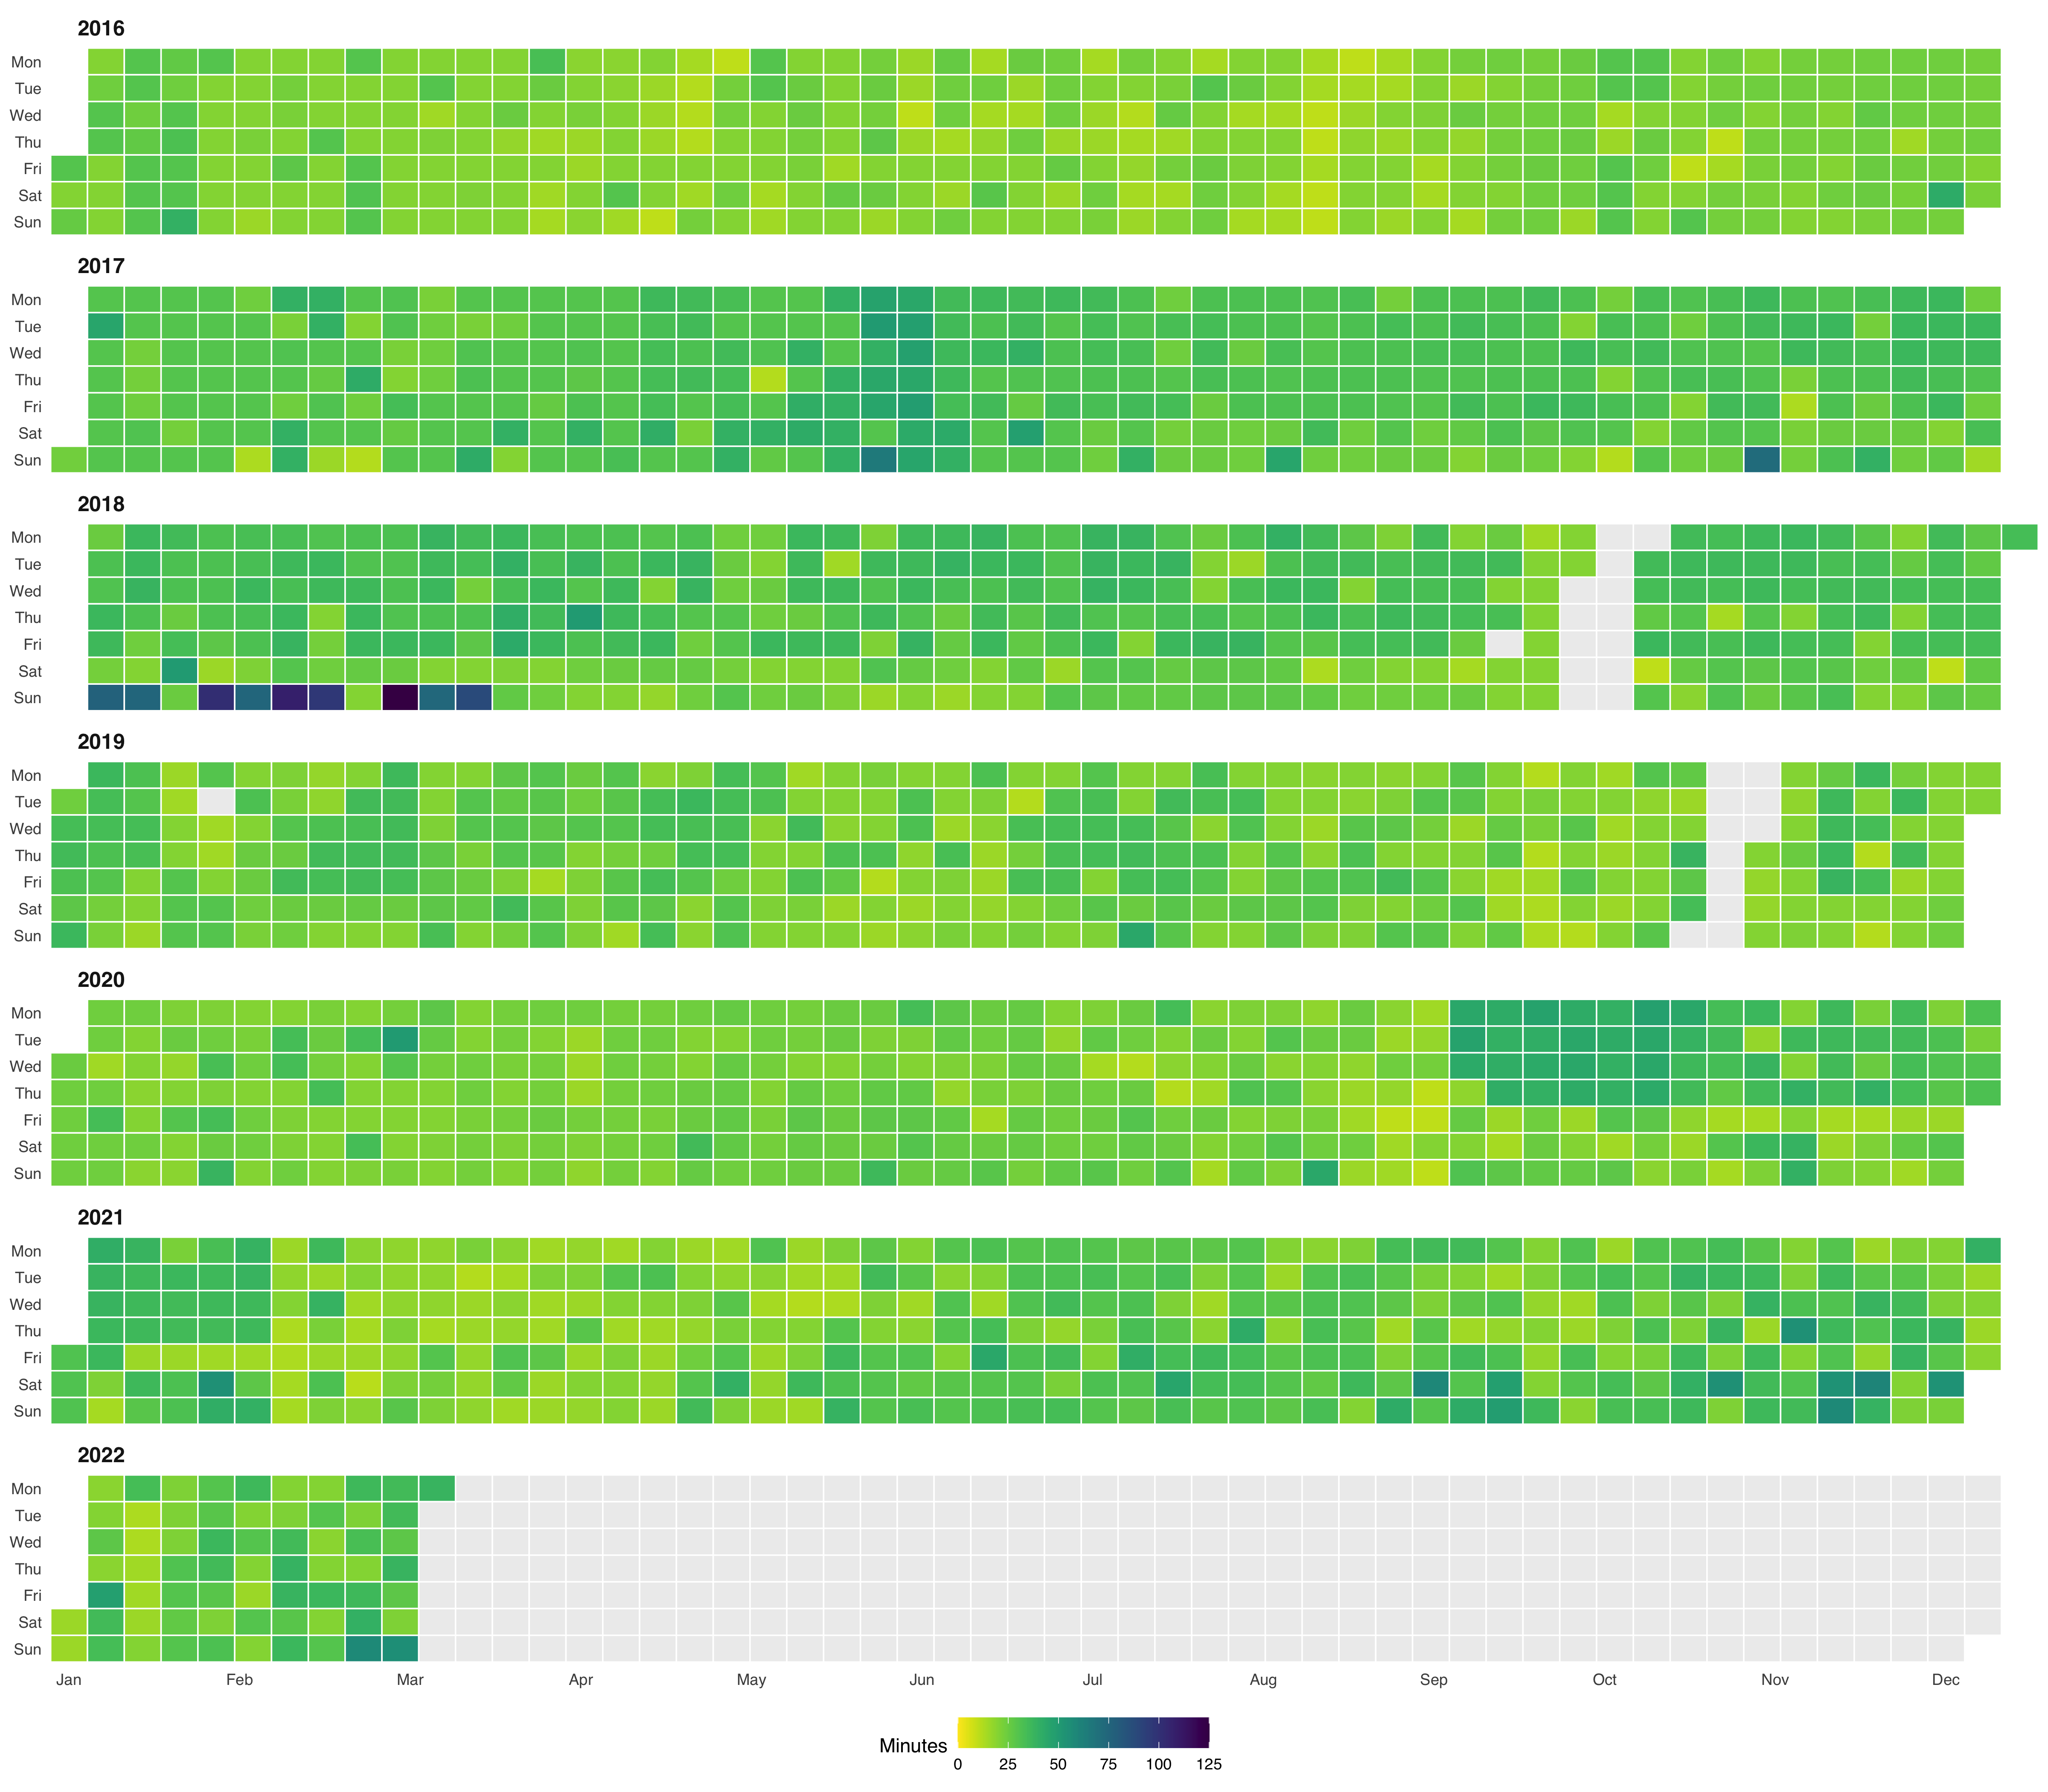 2016
Mon
Tue
Wed
Thu
Fri
Sat
Sun
2017
Mon
Tue
Wed
Thu
Fri
Sat
Sun
2018
Mon
Tue
Wed
Thu
Fri
Sat
Sun
2019
Mon
Tue
Wed
Thu
Fri
Sat
Sun
2020
Mon
Tue
Wed
Thu
Fri
Sat
Sun
2021
Mon
Tue
Wed
Thu
Fri
Sat
Sun
2022
Mon
Tue
Wed
Thu
Fri
Sat
Sun
Jan Feb Mar Apr May Jun Jul Aug Sep Oct Nov Dec
Minutes
0 25 50 75 100 125